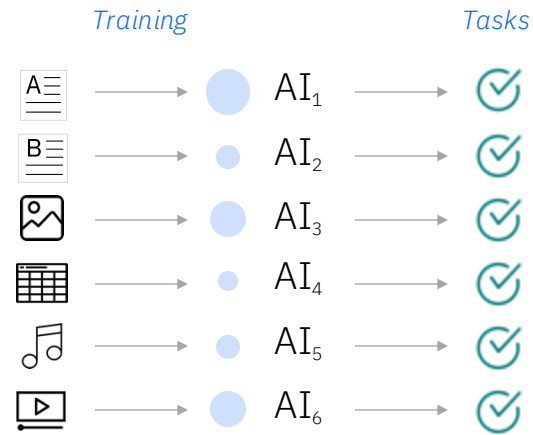 Training Tasks
A AI₁
B AI₂
AI₃
AI₄
AI₅
AI₆